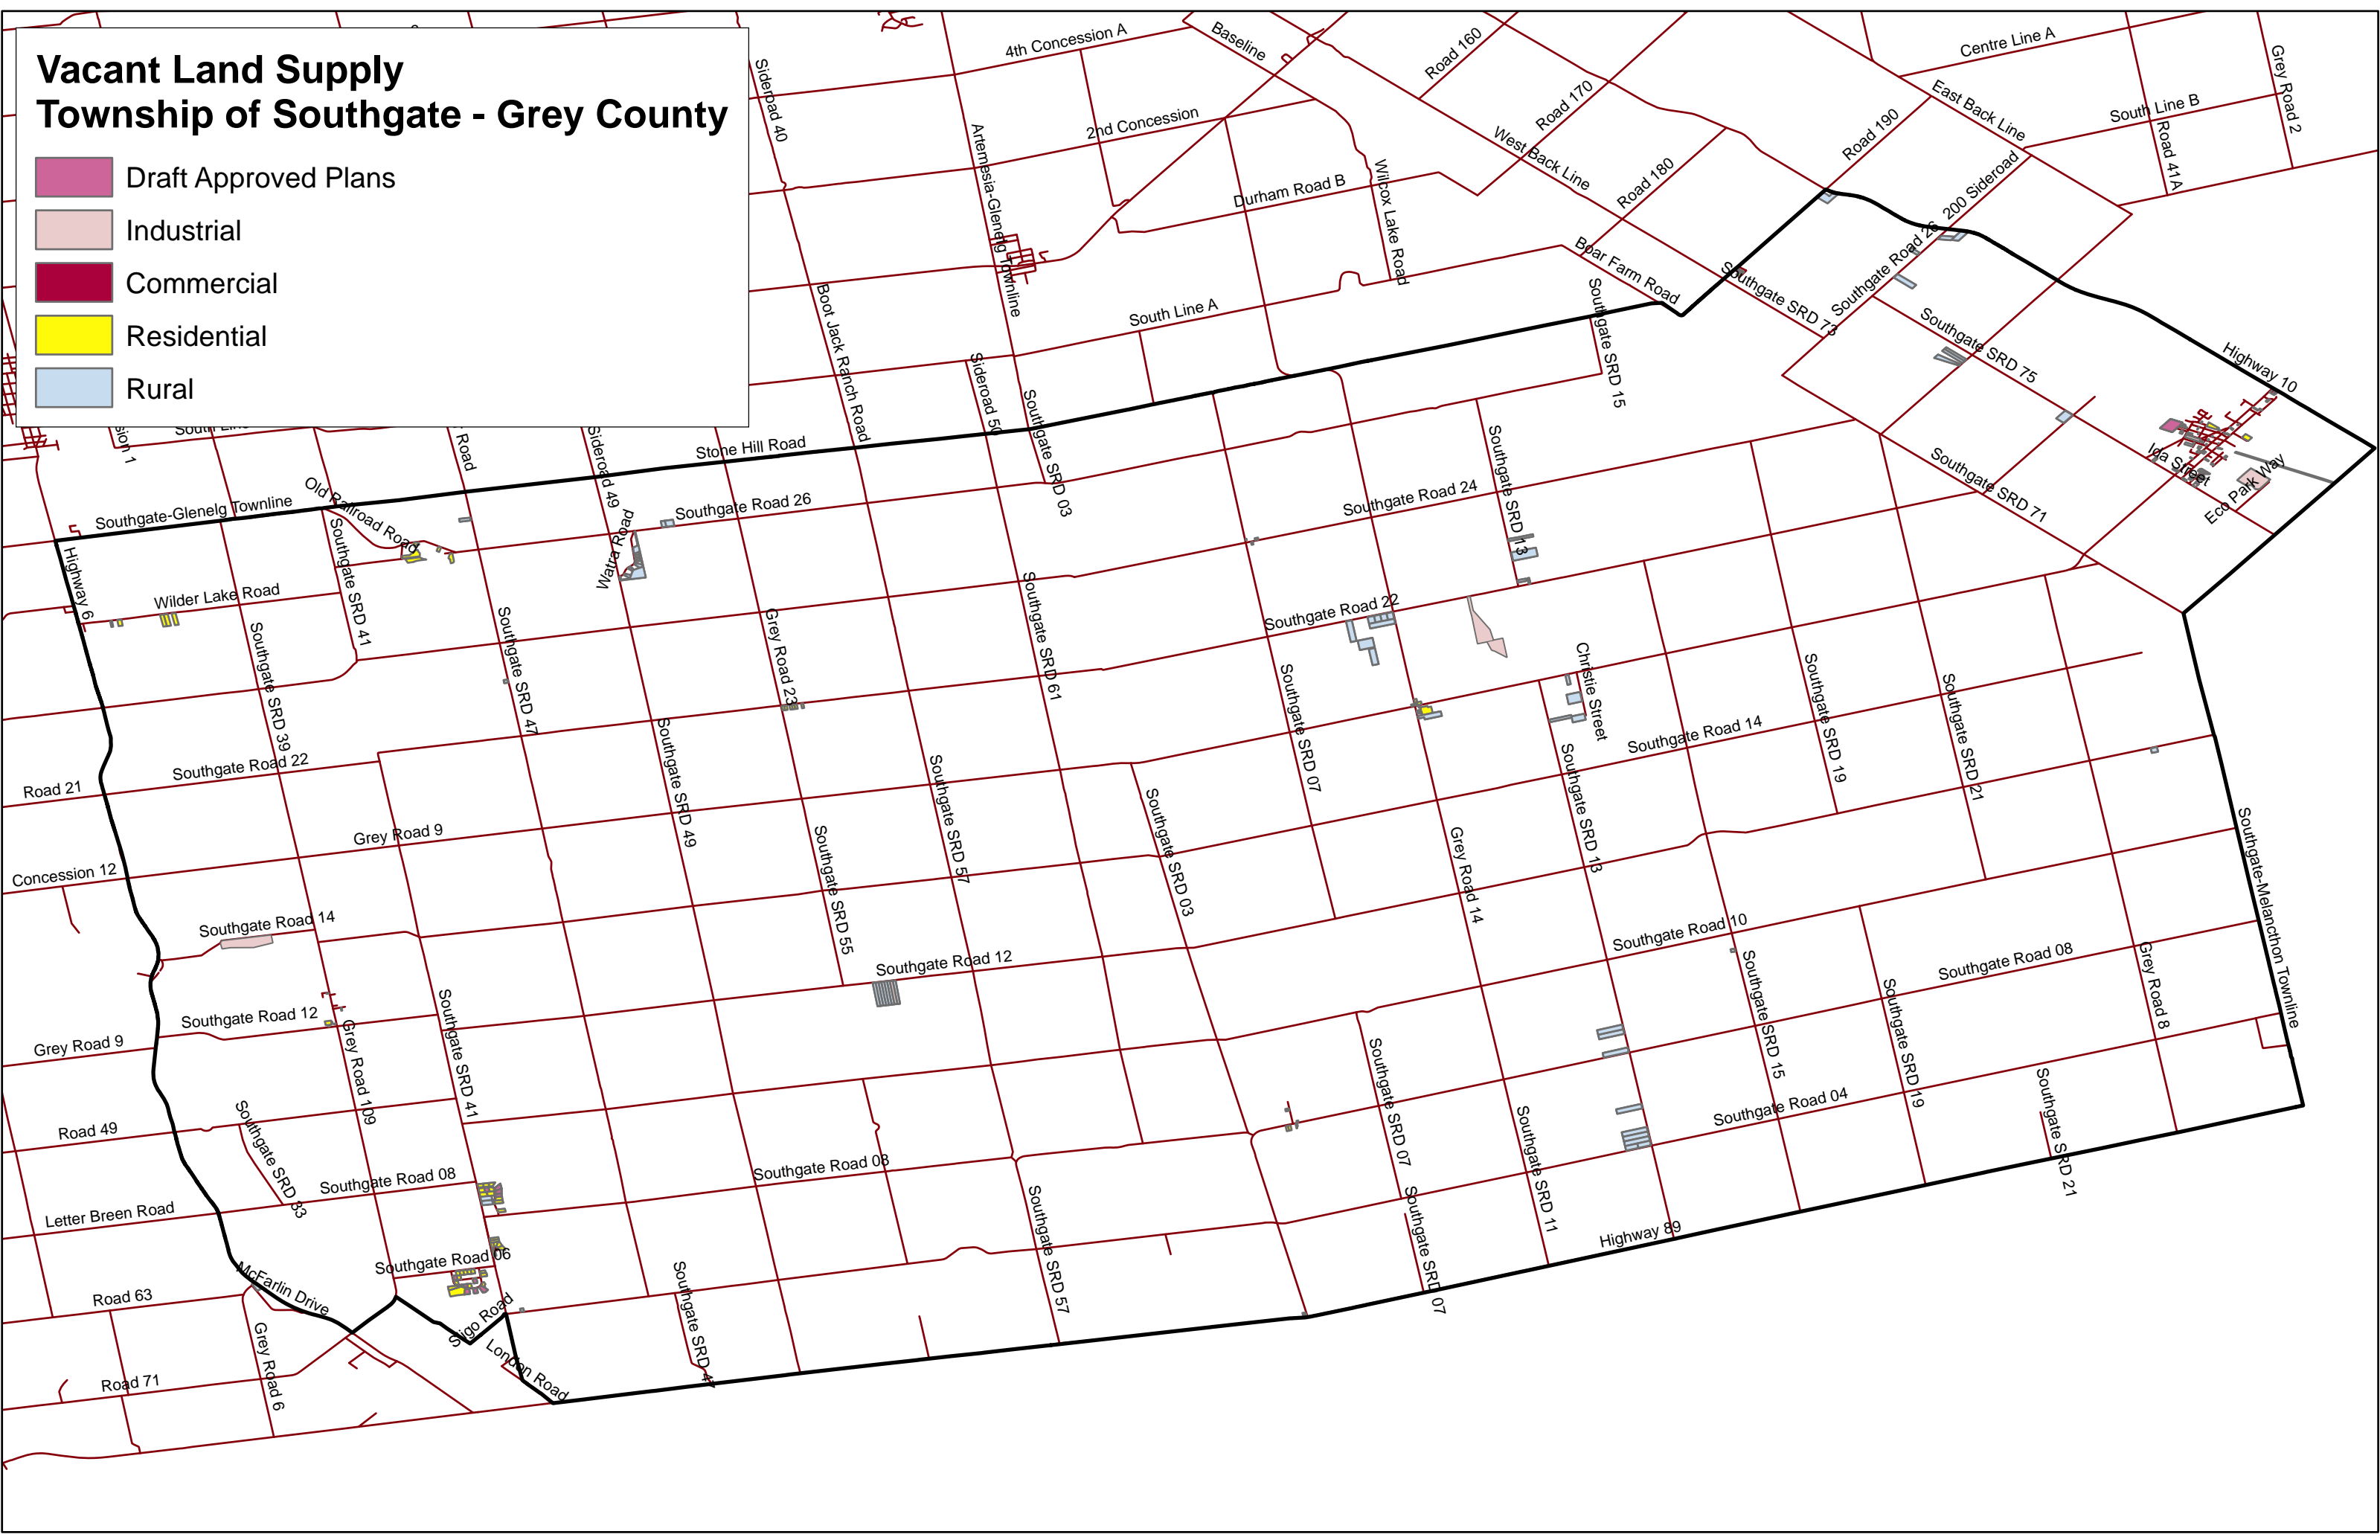 Vacant Land Supply
Township of Southgate - Grey County
Draft Approved Plans
Industrial
Commercial
Residential
Rural
4th Concession A
Baseline
Road 160
Centre Line A
Grey Road 2
Sideroad 40
2nd Concession
Road 170
East Back Line
South Line B
Road 41A
Artemesia-Glenelg Townline
West Back Line
Road 190
Wilcox Lake Road
Durham Road B
Road 180
200 Sideroad
Boar Farm Road
Southgate Road 26
Southgate SRD 73
Boot Jack Ranch Road
South Line A
Southgate SRD 15
Southgate SRD 75
Highway 10
Sideroad 50
Southgate SRD 03
Road
Sideroad 49
Stone Hill Road
Southgate SRD 13
Southgate SRD 71
Ida Street
Eco Park Way
Southgate-Glenelg Townline
Old Railroad Road
Southgate Road 26
Southgate Road 24
Watra Road
Highway 6
Southgate SRD 41
Wilder Lake Road
Southgate SRD 39
Southgate SRD 47
Grey Road 23
Southgate SRD 61
Southgate Road 22
Christie Street
Southgate SRD 07
Southgate SRD 19
Southgate SRD 21
Southgate SRD 49
Southgate Road 14
Southgate SRD 13
Road 21
Southgate Road 22
Southgate SRD 57
Southgate SRD 03
Grey Road 9
Southgate SRD 55
Grey Road 14
Southgate-Melancthon Townline
Concession 12
Southgate Road 14
Southgate Road 12
Southgate Road 10
Southgate Road 08
Grey Road 8
Southgate SRD 15
Southgate SRD 19
Grey Road 9
Southgate Road 12
Grey Road 109
Southgate SRD 41
Southgate SRD 07
Southgate SRD 21
Road 49
Southgate SRD 33
Southgate Road 04
Southgate SRD 11
Letter Breen Road
Southgate Road 08
Southgate Road 08
Southgate SRD 57
Southgate SRD 07
Highway 89
Southgate Road 06
McFarlin Drive
Southgate SRD 47
Road 63
Sligo Road
Grey Road 6
London Road
Road 71